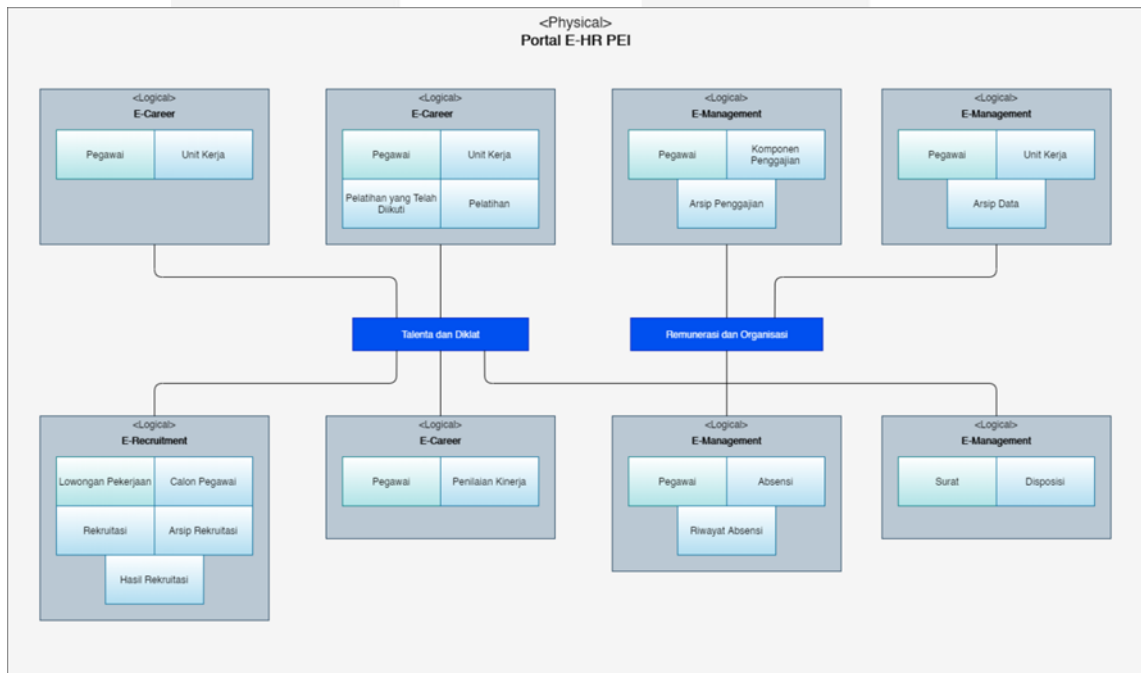 <Physical>
Portal E-HR PEI
<Logical>
E-Career
Pegawai
Unit Kerja
<Logical>
E-Career
Pegawai
Unit Kerja
Pelatihan yang Telah
Diikuti
Pelatihan
<Logical>
E-Management
Pegawai
Komponen
Penggajian
Arsip Penggajian
<Logical>
E-Management
Pegawai
Unit Kerja
Arsip Data
Talenta dan Diklat
Remunerasi dan Organisasi
<Logical>
E-Recruitment
Lowongan Pekerjaan
Calon Pegawai
Rekruitasi
Arsip Rekruitasi
Hasil Rekruitasi
<Logical>
E-Career
Pegawai
Penilaian Kinerja
<Logical>
E-Management
Pegawai
Absensi
Riwayat Absensi
<Logical>
E-Management
Surat
Disposisi